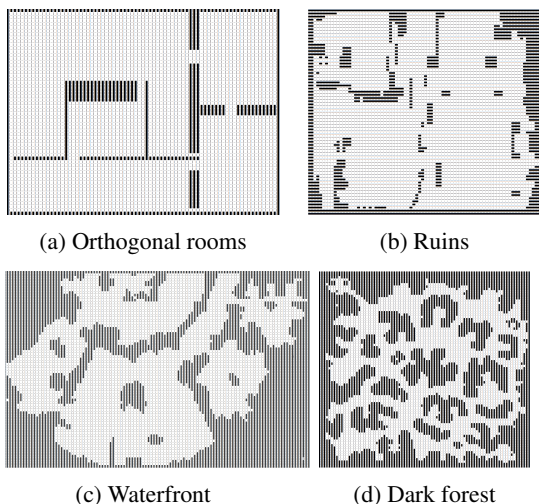 (a) Orthogonal rooms
(b) Ruins
(c) Waterfront
(d) Dark forest